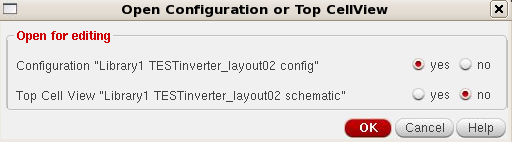 Open Configuration or Top CellView
Open for editing
Configuration "Library1 TESTinverter_layout02 config" yes no
Top Cell View "Library1 TESTinverter_layout02 schematic" yes no
OK Cancel Help